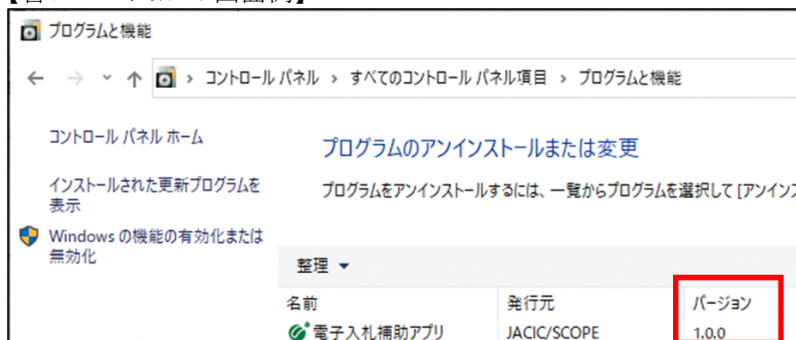 プログラムと機能
コントロール パネル › すべてのコントロール パネル項目 › プログラムと機能
コントロール パネル ホーム
プログラムのアンインストールまたは変更
インストールされた更新プログラムを
表示
プログラムをアンインストールするには、一覧からプログラムを選択して [アンインス
Windows の機能の有効化または
無効化
整理
名前 発行元 バージョン
電子入札補助アプリ JACIC/SCOPE 1.0.0